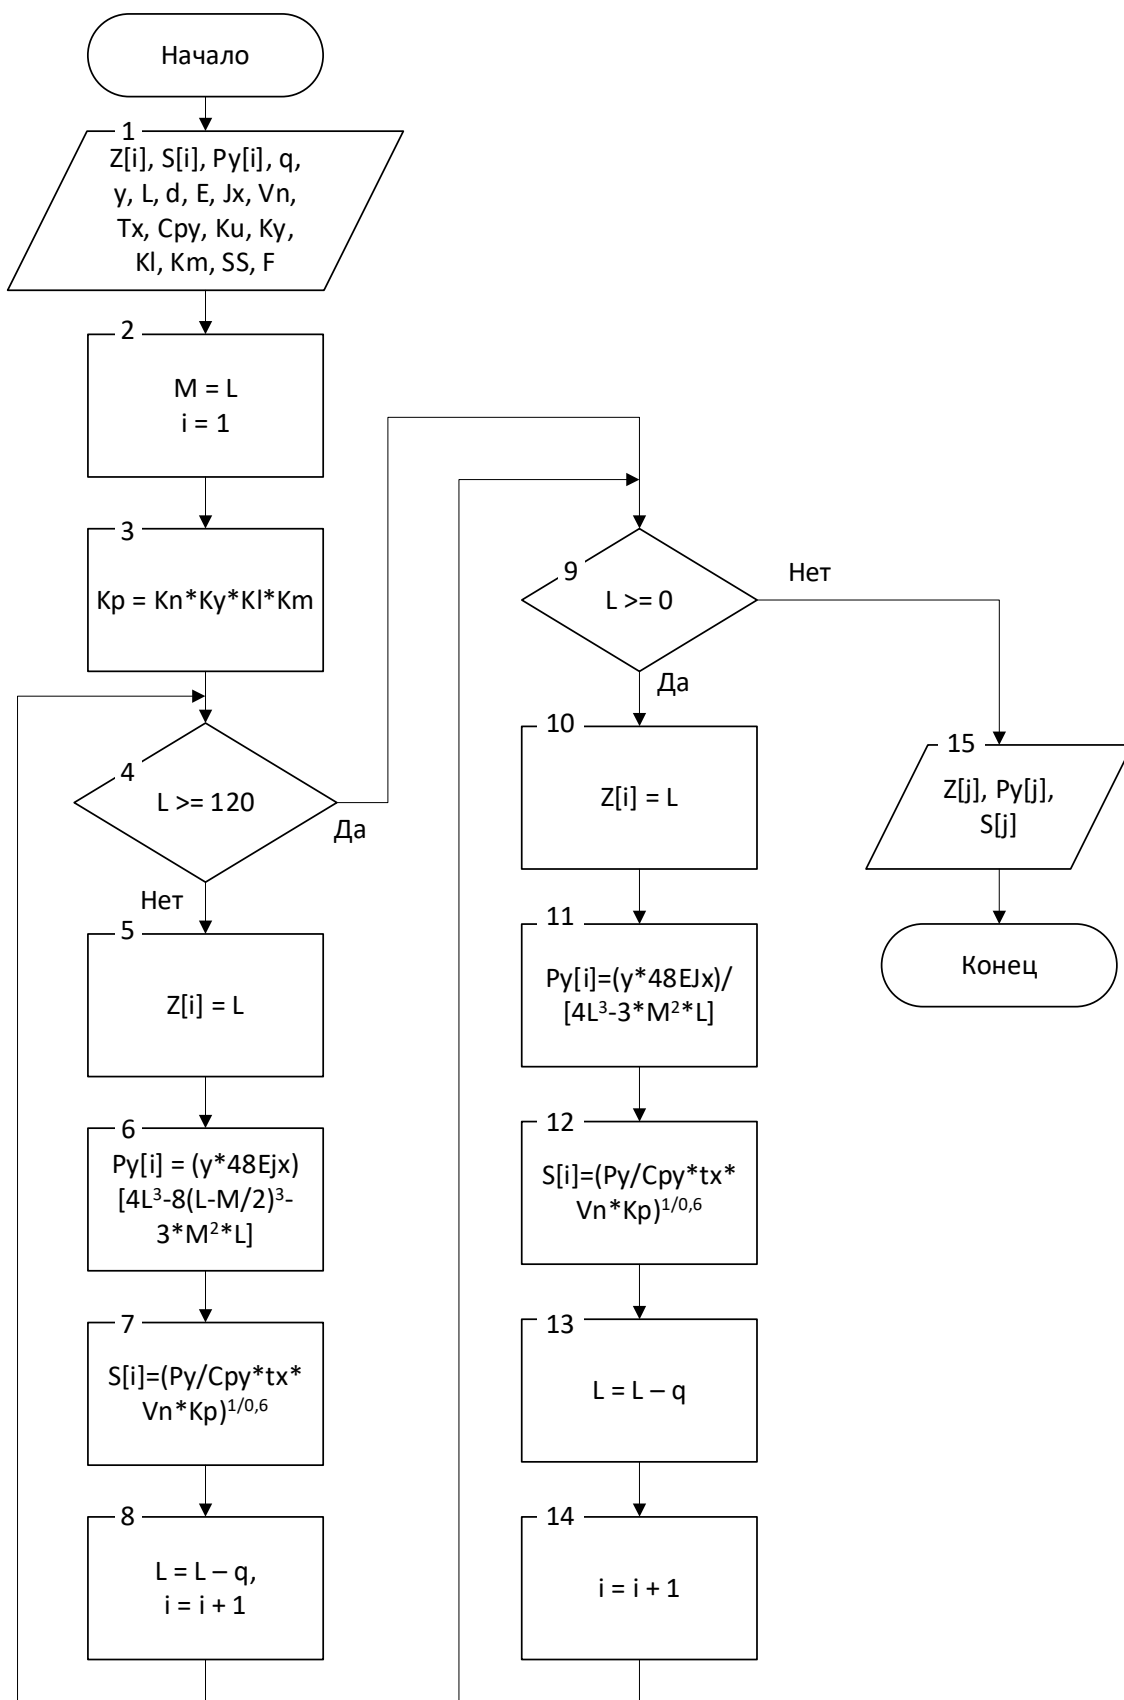 Начало
1
Z[i], S[i], Py[i], q,
y, L, d, E, Jx, Vn,
Tx, Cpy, Ku, Ky,
Kl, Km, SS, F
2
M = L
i = 1
3
Kp = Kn*Ky*Kl*Km
4
L >= 120
Да
Нет
5
Z[i] = L
6
Py[i] = (y*48Ejx)
[4L³-8(L-M/2)³-
3*M²*L]
7
S[i]=(Py/Cpy*tx*
Vn*Kp)^1/0,6
8
L = L – q,
i = i + 1
9
L >= 0
Нет
Да
10
Z[i] = L
11
Py[i]=(y*48EJx)/
[4L³-3*M²*L]
12
S[i]=(Py/Cpy*tx*
Vn*Kp)^1/0,6
13
L = L – q
14
i = i + 1
15
Z[j], Py[j],
S[j]
Конец